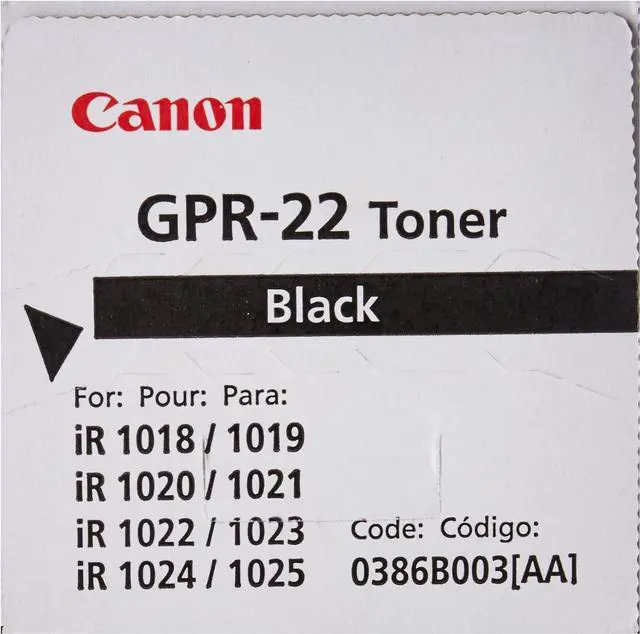 Canon
GPR-22 Toner
Black
For: Pour: Para:
iR 1018 / 1019
iR 1020 / 1021
iR 1022 / 1023
iR 1024 / 1025
Code: Código:
0386B003[AA]